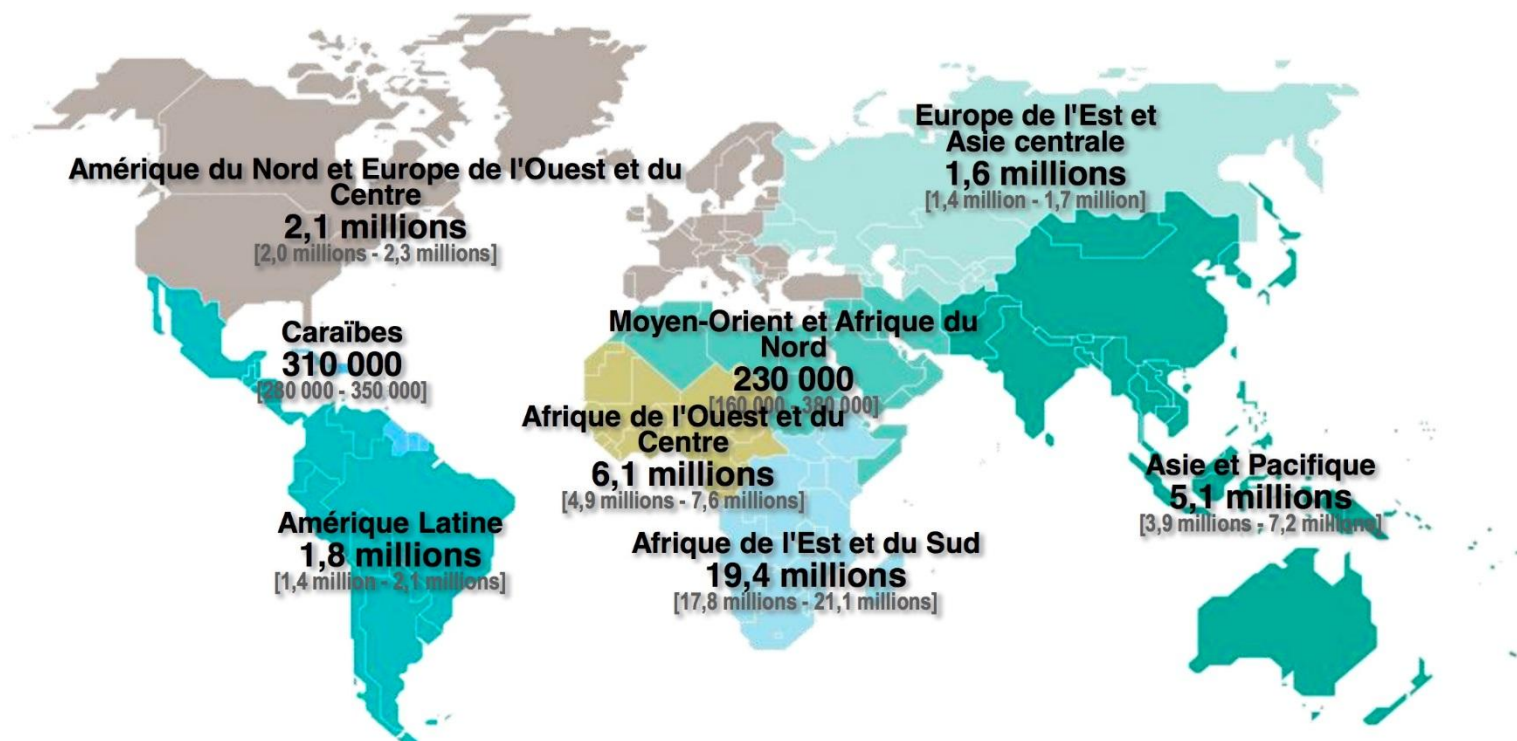 Amérique du Nord et Europe de l'Ouest et du
Centre
2,1 millions
[2,0 millions - 2,3 millions]
Europe de l'Est et
Asie centrale
1,6 millions
[1,4 million - 1,7 million]
Caraïbes
310 000
[280 000 - 350 000]
Moyen-Orient et Afrique du
Nord
230 000
[160 000 - 380 000]
Afrique de l'Ouest et du
Centre
6,1 millions
[4,9 millions - 7,6 millions]
Asie et Pacifique
5,1 millions
[3,9 millions - 7,2 millions]
Amérique Latine
1,8 millions
[1,4 million - 2,1 millions]
Afrique de l'Est et du Sud
19,4 millions
[17,8 millions - 21,1 millions]